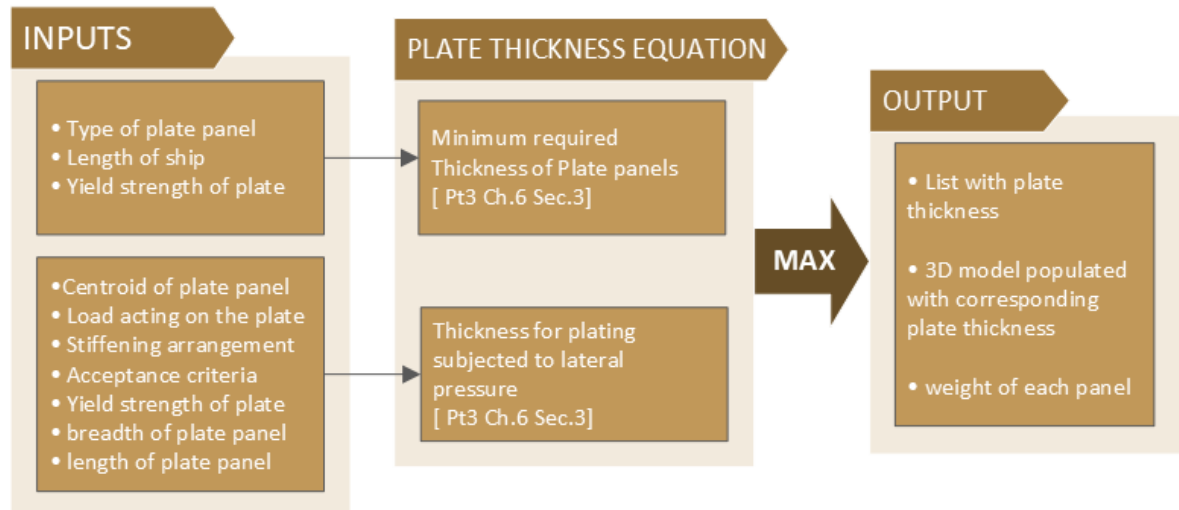 INPUTS
• Type of plate panel
• Length of ship
• Yield strength of plate
•Centroid of plate panel
• Load acting on the plate
• Stiffening arrangement
• Acceptance criteria
• Yield strength of plate
• breadth of plate panel
• length of plate panel
PLATE THICKNESS EQUATION
Minimum required
Thickness of Plate panels
[ Pt3 Ch.6 Sec.3]
Thickness for plating
subjected to lateral
pressure
[ Pt3 Ch.6 Sec.3]
MAX
OUTPUT
• List with plate
thickness
• 3D model populated
with corresponding
plate thickness
• weight of each panel